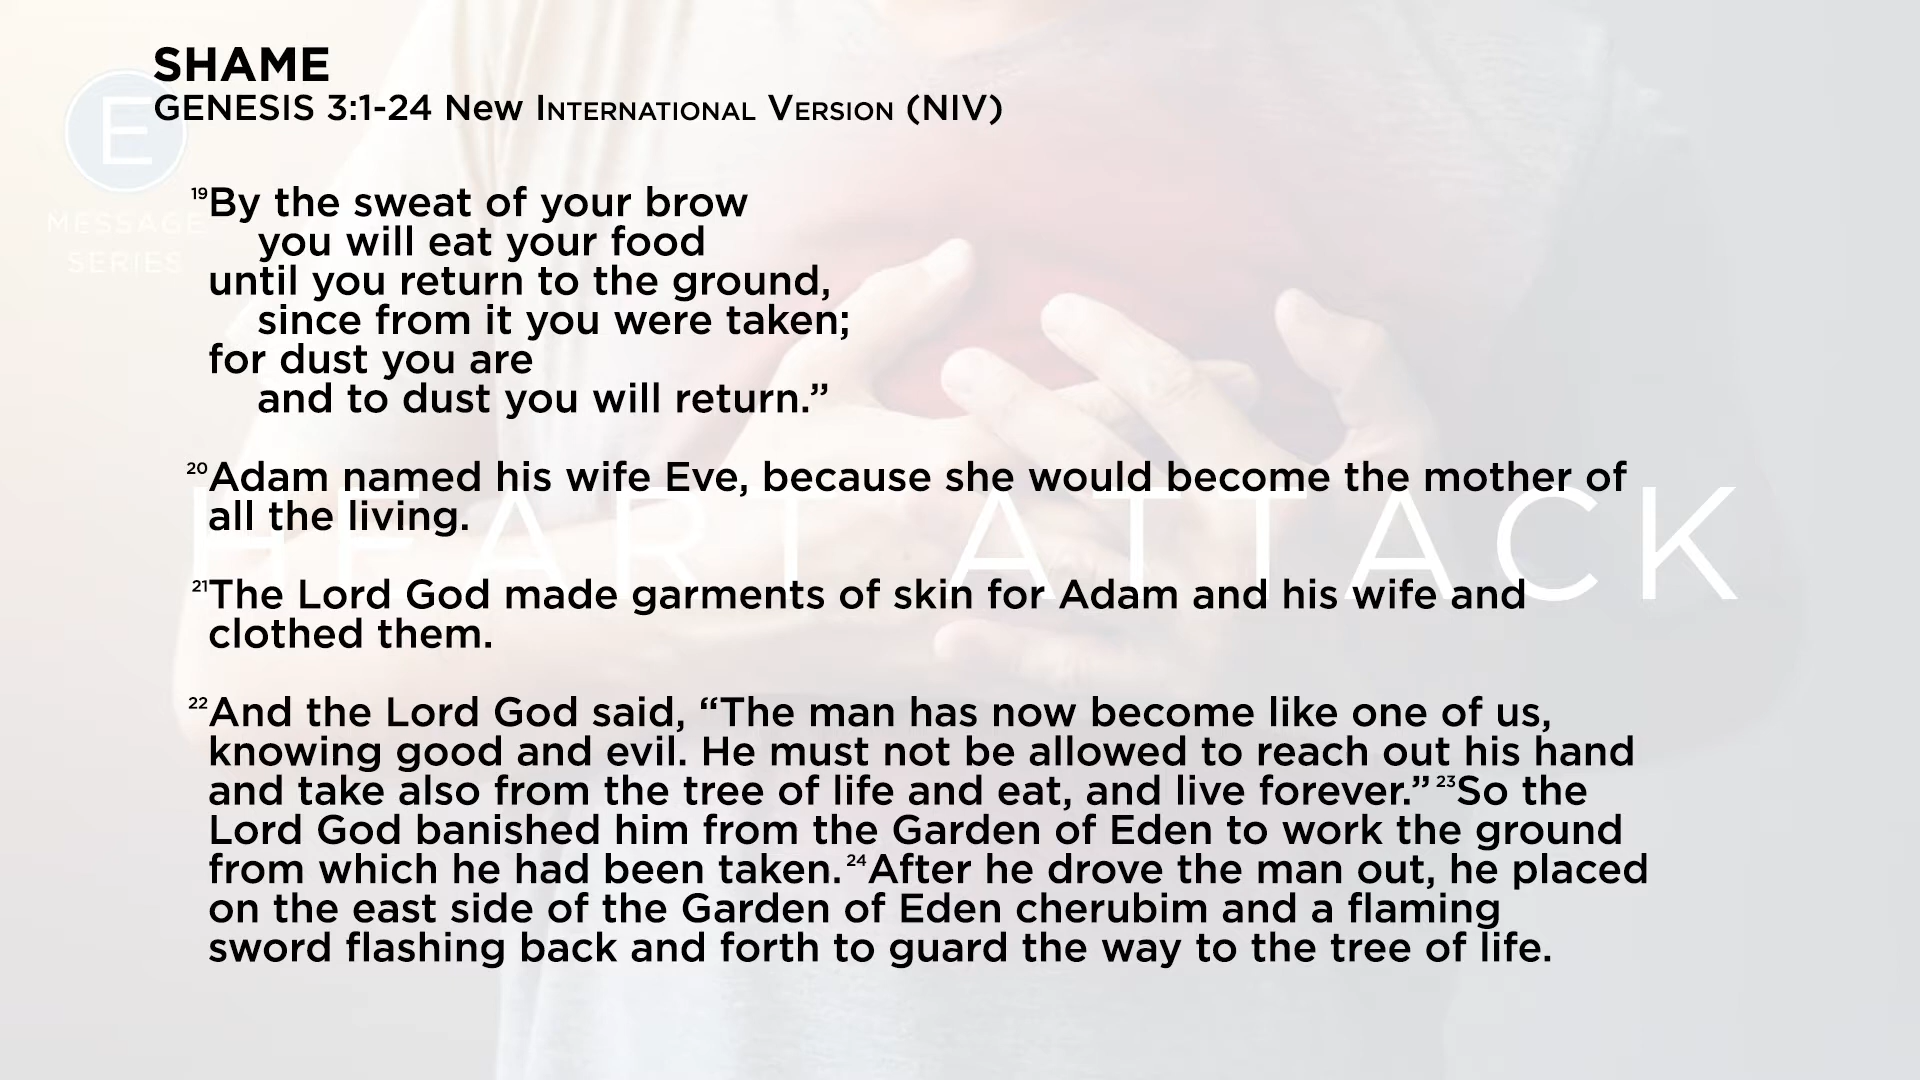 SHAME
GENESIS 3:1-24 New International Version (NIV)
E
MESSAGE
SERIES
19By the sweat of your brow
you will eat your food
until you return to the ground,
since from it you were taken;
for dust you are
and to dust you will return.”
20Adam named his wife Eve, because she would become the mother of
all the living.
HEART ATTACK
21The Lord God made garments of skin for Adam and his wife and
clothed them.
22And the Lord God said, “The man has now become like one of us,
knowing good and evil. He must not be allowed to reach out his hand
and take also from the tree of life and eat, and live forever.” 23So the
Lord God banished him from the Garden of Eden to work the ground
from which he had been taken. 24After he drove the man out, he placed
on the east side of the Garden of Eden cherubim and a flaming
sword flashing back and forth to guard the way to the tree of life.